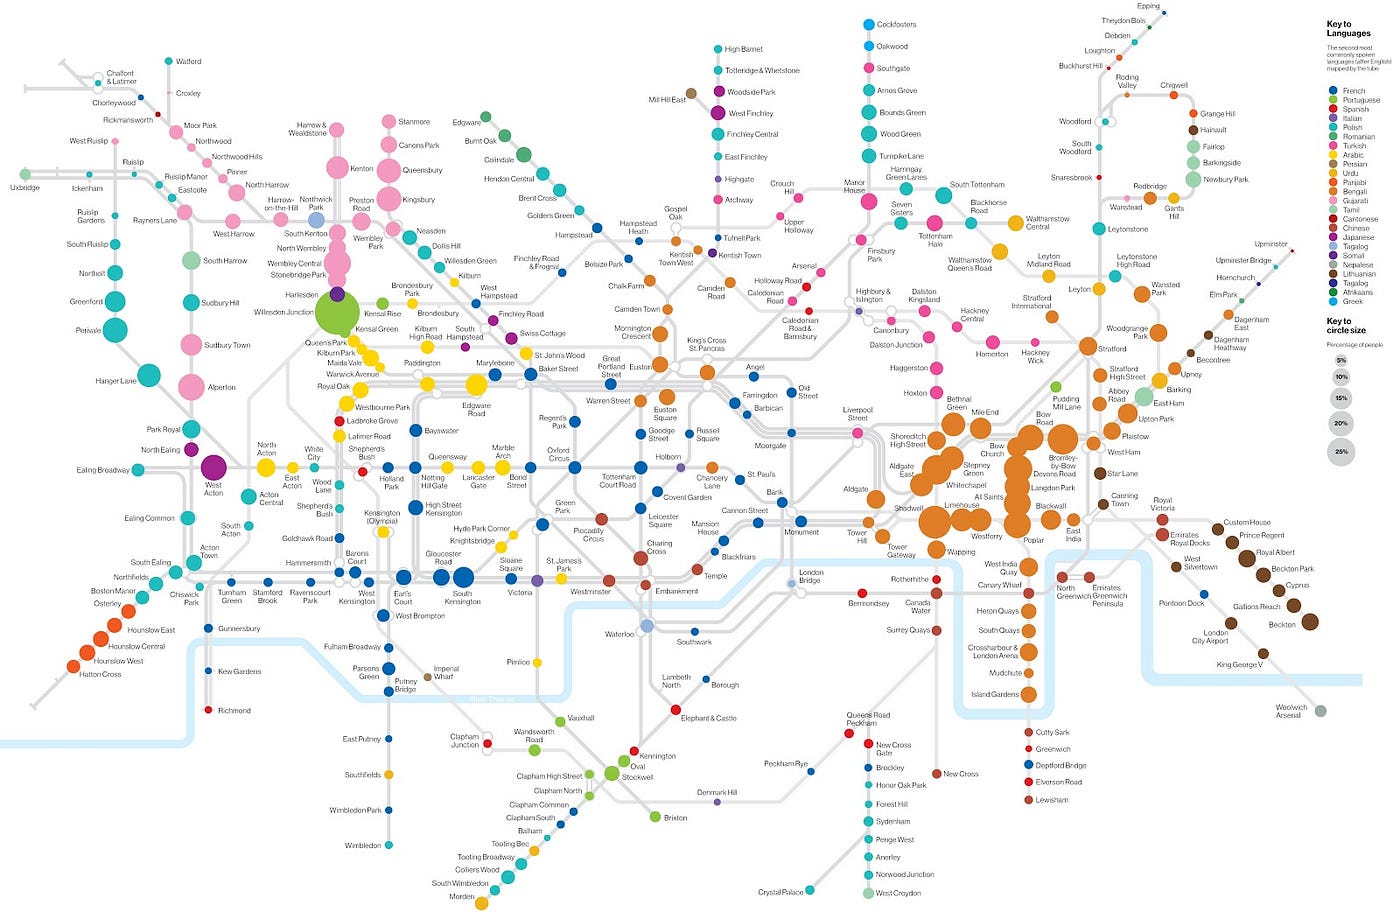 Epping
Theydon Bois
Debden
Loughton
Buckhurst Hill
Roding
Valley
Chigwell
Grange Hill
Hainault
Fairlop
Barkingside
Newbury Park
Woodford
South
Woodford
Snaresbrook
Redbridge
Wanstead
Gants
Hill
Leytonstone
Cockfosters
Oakwood
Southgate
Arnos Grove
Bounds Green
Wood Green
Turnpike Lane
Manor
House
Harringay
Green Lanes
South Tottenham
Crouch
Hill
Upper
Holloway
Seven
Sisters
Tottenham
Hale
Blackhorse
Road
Walthamstow
Central
Walthamstow
Queen's Road
Leyton
Midland Road
Leytonstone
High Road
Leyton
Wanstead
Park
Woodgrange
Park
High Barnet
Totteridge & Whetstone
Woodside Park
Mill Hill East
West Finchley
Finchley Central
East Finchley
Highgate
Archway
Gospel
Oak
Tufnell Park
Kentish Town
Kentish
Town West
Hampstead
Heath
Edgware
Burnt Oak
Colindale
Hendon Central
Brent Cross
Golders Green
Hampstead
Finchley Road
& Frognal
Belsize Park
Chalk Farm
Camden Town
Camden
Road
Caledonian
Road
Mornington
Crescent
Euston
King's Cross
St. Pancras
Arsenal
Holloway Road
Caledonian
Road &
Barnsbury
Finsbury
Park
Highbury &
Islington
Canonbury
Dalston
Kingsland
Dalston Junction
Hackney
Central
Homerton
Hackney
Wick
Haggerston
Hoxton
Stratford
International
Stratford
Stratford
High Street
Abbey
Road
Pudding
Mill Lane
Watford
Croxley
Chalfont
& Latimer
Chorleywood
Rickmansworth
Moor Park
Northwood
Northwood Hills
Pinner
North Harrow
Harrow-
on-the-Hill
Northwick
Park
Preston
Road
Wembley
Park
West Ruislip
Ruislip
Uxbridge
Ickenham
Ruislip Manor
Eastcote
Rayners Lane
West Harrow
Ruislip
Gardens
South Ruislip
Northolt
Greenford
Perivale
Hanger Lane
South Harrow
Sudbury Hill
Sudbury Town
Alperton
Park Royal
North Ealing
Ealing Broadway
Ealing Common
West
Acton
North
Acton
East
Acton
White
City
Acton
Central
South
Acton
Acton
Town
Harrow &
Wealdstone
Kenton
South Kenton
North Wembley
Wembley Central
Stonebridge Park
Harlesden
Willesden Junction
Kensal Green
Queen's Park
Kilburn Park
Maida Vale
Warwick Avenue
Royal Oak
Stanmore
Canons Park
Queensbury
Kingsbury
Neasden
Dollis Hill
Willesden Green
Kilburn
West
Hampstead
Finchley Road
Swiss Cottage
St. John's Wood
Baker Street
Kensal Rise
Brondesbury
Park
Brondesbury
Kilburn
High Road
South
Hampstead
Paddington
Marylebone
Edgware
Road
Great
Portland
Street
Warren Street
Euston
Square
Angel
Farringdon
Barbican
Old
Street
Moorgate
Liverpool
Street
Shoreditch
High Street
Bethnal
Green
Mile End
Bow
Road
Bow
Church
Bromley-
by-Bow
Devons Road
Langdon Park
All Saints
Blackwall
Poplar
East
India
West Ham
Plaistow
Upton Park
East Ham
Barking
Upney
Becontree
Dagenham
Heathway
Dagenham
East
Elm Park
Hornchurch
Upminster Bridge
Upminster
Westbourne Park
Ladbroke Grove
Latimer Road
Shepherd's
Bush
Wood
Lane
Shepherd's
Bush
Goldhawk Road
Hammersmith
Bayswater
Holland
Park
Notting
Hill Gate
Queensway
Lancaster
Gate
Marble
Arch
Bond
Street
Oxford
Circus
Regent's
Park
Goodge
Street
Russell
Square
Tottenham
Court Road
Holborn
Chancery
Lane
St. Paul's
Bank
Covent Garden
Leicester
Square
Cannon Street
Mansion
House
Blackfriars
Temple
Monument
Aldgate
East
Aldgate
Whitechapel
Stepney
Green
Shadwell
Limehouse
Westferry
Tower
Hill
Tower
Gateway
Wapping
High Street
Kensington
Kensington
(Olympia)
Barons
Court
West
Kensington
Gloucester
Road
Earl's
Court
South
Kensington
Sloane
Square
Knightsbridge
Hyde Park Corner
Green
Park
Piccadilly
Circus
Charing
Cross
Embankment
Westminster
St. James's
Park
Victoria
Pimlico
Star Lane
Canning
Town
Royal
Victoria
Emirates
Royal Docks
Custom House
Prince Regent
Royal Albert
Beckton Park
Cyprus
Gallions Reach
Beckton
West
Silvertown
Pontoon Dock
London
City Airport
King George V
Woolwich
Arsenal
North
Greenwich
Emirates
Greenwich
Peninsula
West India
Quay
Canary Wharf
Heron Quays
South Quays
Crossharbour &
London Arena
Mudchute
Island Gardens
Cutty Sark
Greenwich
Deptford Bridge
Elverson Road
Lewisham
Rotherhithe
Canada
Water
Bermondsey
Surrey Quays
New Cross
London
Bridge
Southwark
Waterloo
Lambeth
North
Borough
Elephant & Castle
Kennington
Oval
Stockwell
Vauxhall
Brixton
Denmark Hill
Peckham Rye
Queens Road
Peckham
New Cross
Gate
Brockley
Honor Oak Park
Forest Hill
Sydenham
Penge West
Anerley
Norwood Junction
West Croydon
Crystal Palace
South Ealing
Northfields
Boston Manor
Osterley
Hounslow East
Hounslow Central
Hounslow West
Hatton Cross
Chiswick
Park
Turnham
Green
Stamford
Brook
Ravenscourt
Park
Gunnersbury
Kew Gardens
Richmond
West Brompton
Fulham Broadway
Parsons
Green
Putney
Bridge
Imperial
Wharf
East Putney
Southfields
Wimbledon Park
Wimbledon
Clapham
Junction
Wandsworth
Road
Clapham High Street
Clapham North
Clapham Common
Clapham South
Balham
Tooting Bec
Tooting Broadway
Colliers Wood
South Wimbledon
Morden
River Thames
Key to
Languages
The second most
commonly spoken
languages (after English)
mapped by the tube
French
Portuguese
Spanish
Italian
Polish
Romanian
Turkish
Arabic
Persian
Urdu
Panjabi
Bengali
Gujarati
Tamil
Cantonese
Chinese
Japanese
Tagalog
Somali
Nepalese
Lithuanian
Tagalog
Afrikaans
Greek
Key to
circle size
Percentage of people
5%
10%
15%
20%
25%